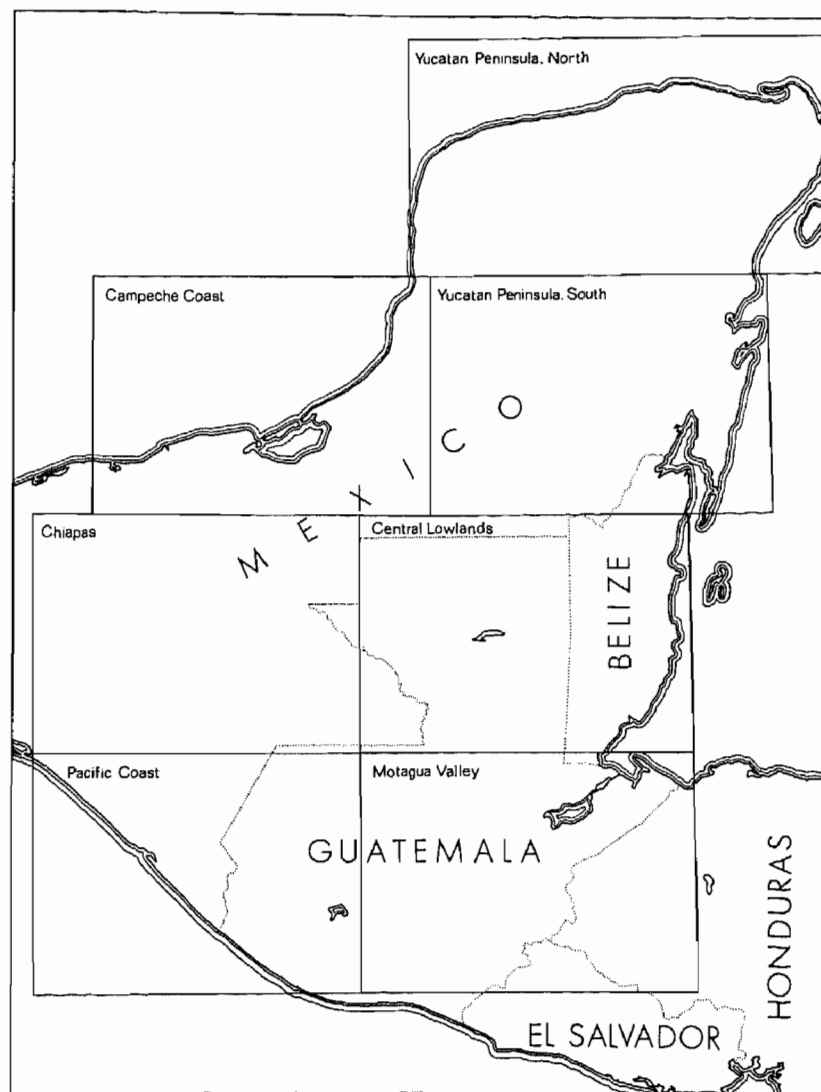 Yucatan Peninsula, North
Campeche Coast
Yucatan Peninsula, South
MEXICO
Chiapas
Central Lowlands
BELIZE
Pacific Coast
Motagua Valley
GUATEMALA
HONDURAS
EL SALVADOR